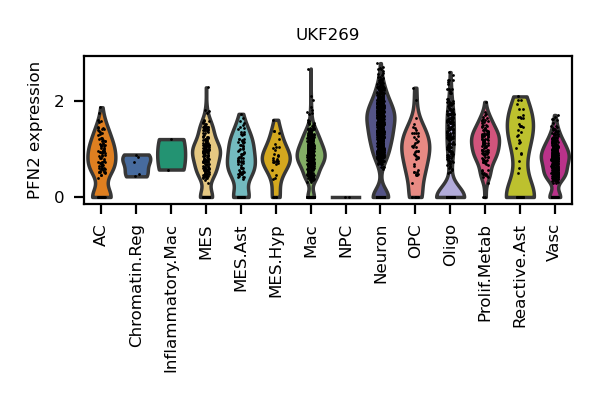 UKF269
PFN2 expression
2
0
AC
Chromatin.Reg
Inflammatory.Mac
MES
MES.Ast
MES.Hyp
Mac
NPC
Neuron
OPC
Oligo
Prolif.Metab
Reactive.Ast
Vasc